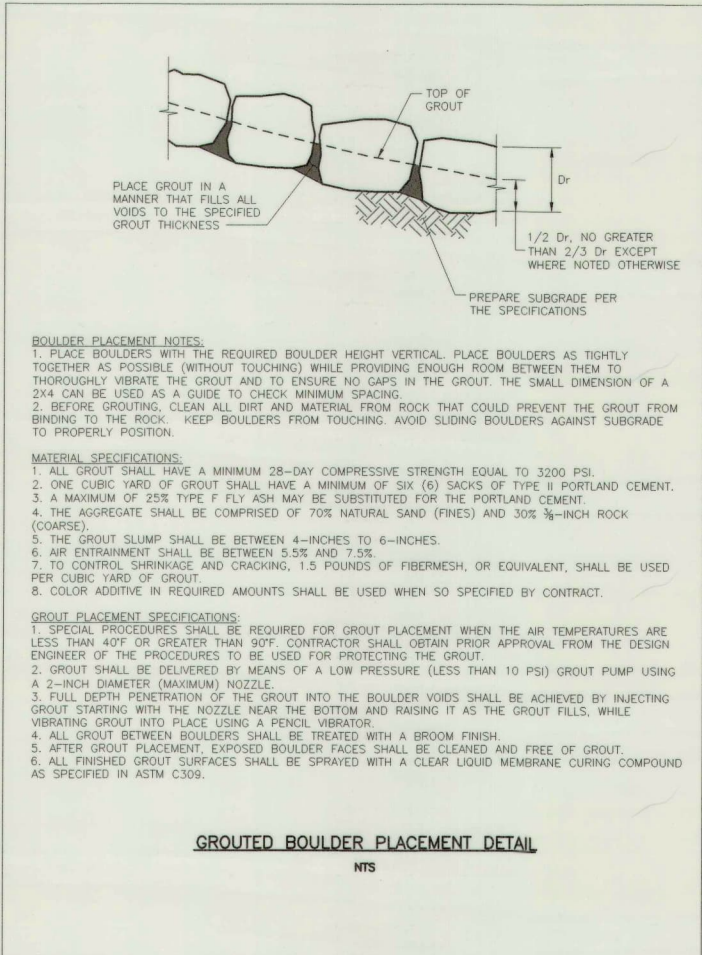 TOP OF
GROUT
PLACE GROUT IN A
MANNER THAT FILLS ALL
VOIDS TO THE SPECIFIED
GROUT THICKNESS
Dr
1/2 Dr, NO GREATER
THAN 2/3 Dr EXCEPT
WHERE NOTED OTHERWISE
PREPARE SUBGRADE PER
THE SPECIFICATIONS
BOULDER PLACEMENT NOTES:
1. PLACE BOULDERS WITH THE REQUIRED BOULDER HEIGHT VERTICAL. PLACE BOULDERS AS TIGHTLY
TOGETHER AS POSSIBLE (WITHOUT TOUCHING) WHILE PROVIDING ENOUGH ROOM BETWEEN THEM TO
THOROUGHLY VIBRATE THE GROUT AND TO ENSURE NO GAPS IN THE GROUT. THE SMALL DIMENSION OF A
2X4 CAN BE USED AS A GUIDE TO CHECK MINIMUM SPACING.
2. BEFORE GROUTING, CLEAN ALL DIRT AND MATERIAL FROM ROCK THAT COULD PREVENT THE GROUT FROM
BINDING TO THE ROCK. KEEP BOULDERS FROM TOUCHING. AVOID SLIDING BOULDERS AGAINST SUBGRADE
TO PROPERLY POSITION.
MATERIAL SPECIFICATIONS:
1. ALL GROUT SHALL HAVE A MINIMUM 28-DAY COMPRESSIVE STRENGTH EQUAL TO 3200 PSI.
2. ONE CUBIC YARD OF GROUT SHALL HAVE A MINIMUM OF SIX (6) SACKS OF TYPE II PORTLAND CEMENT.
3. A MAXIMUM OF 25% TYPE F FLY ASH MAY BE SUBSTITUTED FOR THE PORTLAND CEMENT.
4. THE AGGREGATE SHALL BE COMPRISED OF 70% NATURAL SAND (FINES) AND 30% ⅜-INCH ROCK
(COARSE).
5. THE GROUT SLUMP SHALL BE BETWEEN 4-INCHES TO 6-INCHES.
6. AIR ENTRAINMENT SHALL BE BETWEEN 5.5% AND 7.5%.
7. TO CONTROL SHRINKAGE AND CRACKING, 1.5 POUNDS OF FIBERMESH, OR EQUIVALENT, SHALL BE USED
PER CUBIC YARD OF GROUT.
8. COLOR ADDITIVE IN REQUIRED AMOUNTS SHALL BE USED WHEN SO SPECIFIED BY CONTRACT.
GROUT PLACEMENT SPECIFICATIONS:
1. SPECIAL PROCEDURES SHALL BE REQUIRED FOR GROUT PLACEMENT WHEN THE AIR TEMPERATURES ARE
LESS THAN 40°F OR GREATER THAN 90°F. CONTRACTOR SHALL OBTAIN PRIOR APPROVAL FROM THE DESIGN
ENGINEER OF THE PROCEDURES TO BE USED FOR PROTECTING THE GROUT.
2. GROUT SHALL BE DELIVERED BY MEANS OF A LOW PRESSURE (LESS THAN 10 PSI) GROUT PUMP USING
A 2-INCH DIAMETER (MAXIMUM) NOZZLE.
3. FULL DEPTH PENETRATION OF THE GROUT INTO THE BOULDER VOIDS SHALL BE ACHIEVED BY INJECTING
GROUT STARTING WITH THE NOZZLE NEAR THE BOTTOM AND RAISING IT AS THE GROUT FILLS, WHILE
VIBRATING GROUT INTO PLACE USING A PENCIL VIBRATOR.
4. ALL GROUT BETWEEN BOULDERS SHALL BE TREATED WITH A BROOM FINISH.
5. AFTER GROUT PLACEMENT, EXPOSED BOULDER FACES SHALL BE CLEANED AND FREE OF GROUT.
6. ALL FINISHED GROUT SURFACES SHALL BE SPRAYED WITH A CLEAR LIQUID MEMBRANE CURING COMPOUND
AS SPECIFIED IN ASTM C309.
GROUTED BOULDER PLACEMENT DETAIL
NTS